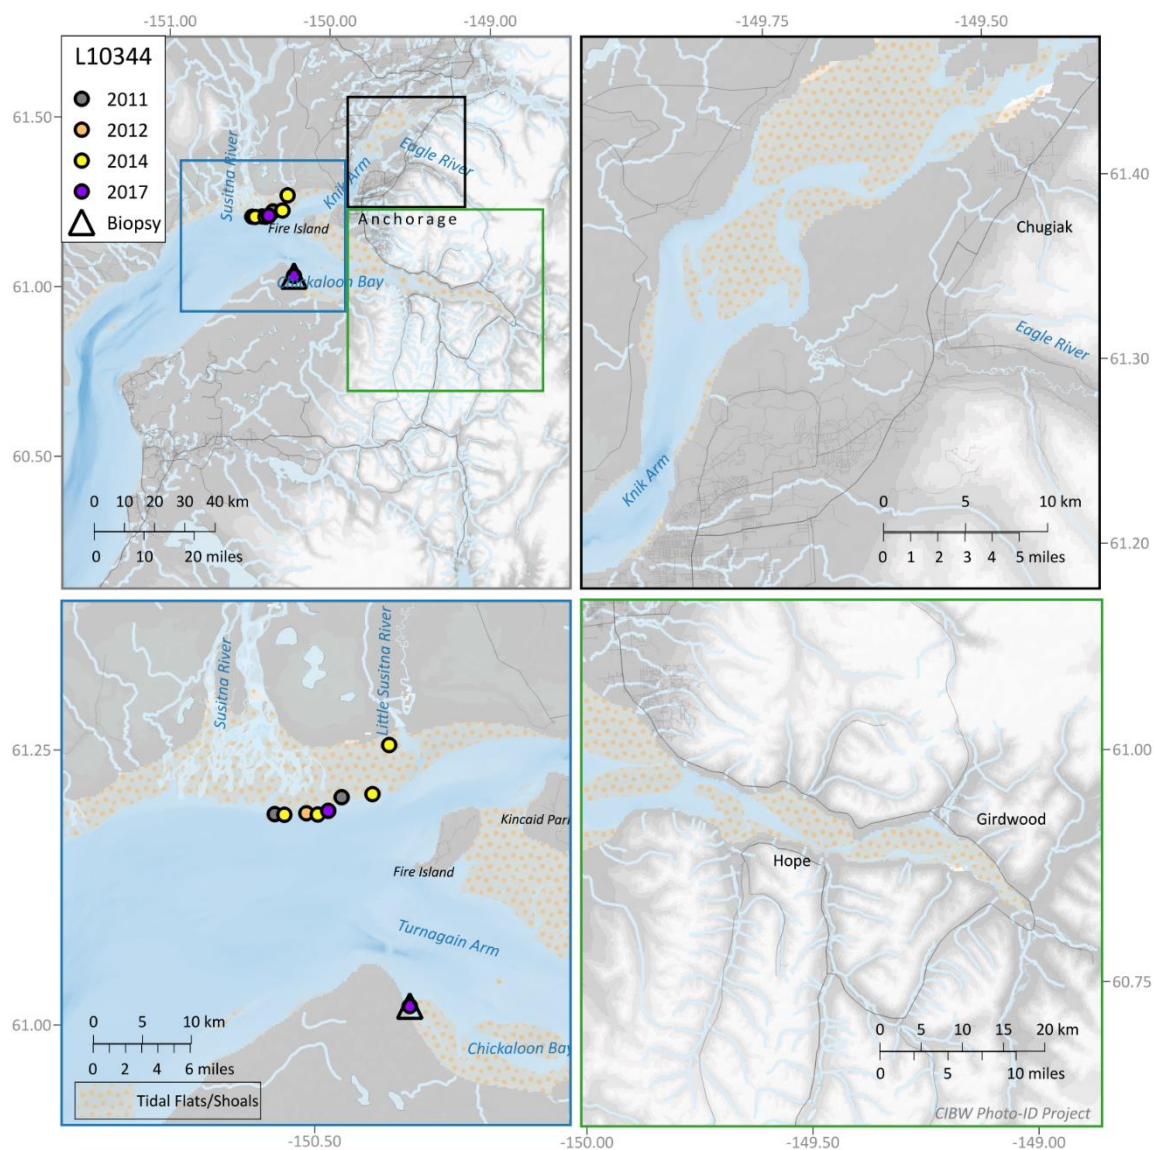 -151.00
-150.00
-149.00
-149.75
-149.50
L10344
2011
2012
2014
2017
Biopsy
61.50
61.00
60.50
Susitna River
Knik Arm
Eagle River
Anchorage
Fire Island
Chickaloon Bay
0 10 20 30 40 km
0 10 20 miles
61.40
61.30
61.20
Chugiak
Eagle River
Knik Arm
0 5 10 km
0 1 2 3 4 5 miles
Susitna River
Little Susitna River
61.25
61.00
Kincaid Park
Fire Island
Turnagain Arm
Chickaloon Bay
0 5 10 km
0 2 4 6 miles
Tidal Flats/Shoals
-150.50
61.00
60.75
Girdwood
Hope
0 5 10 15 20 km
0 5 10 miles
CIBW Photo-ID Project
-150.00
-149.50
-149.00